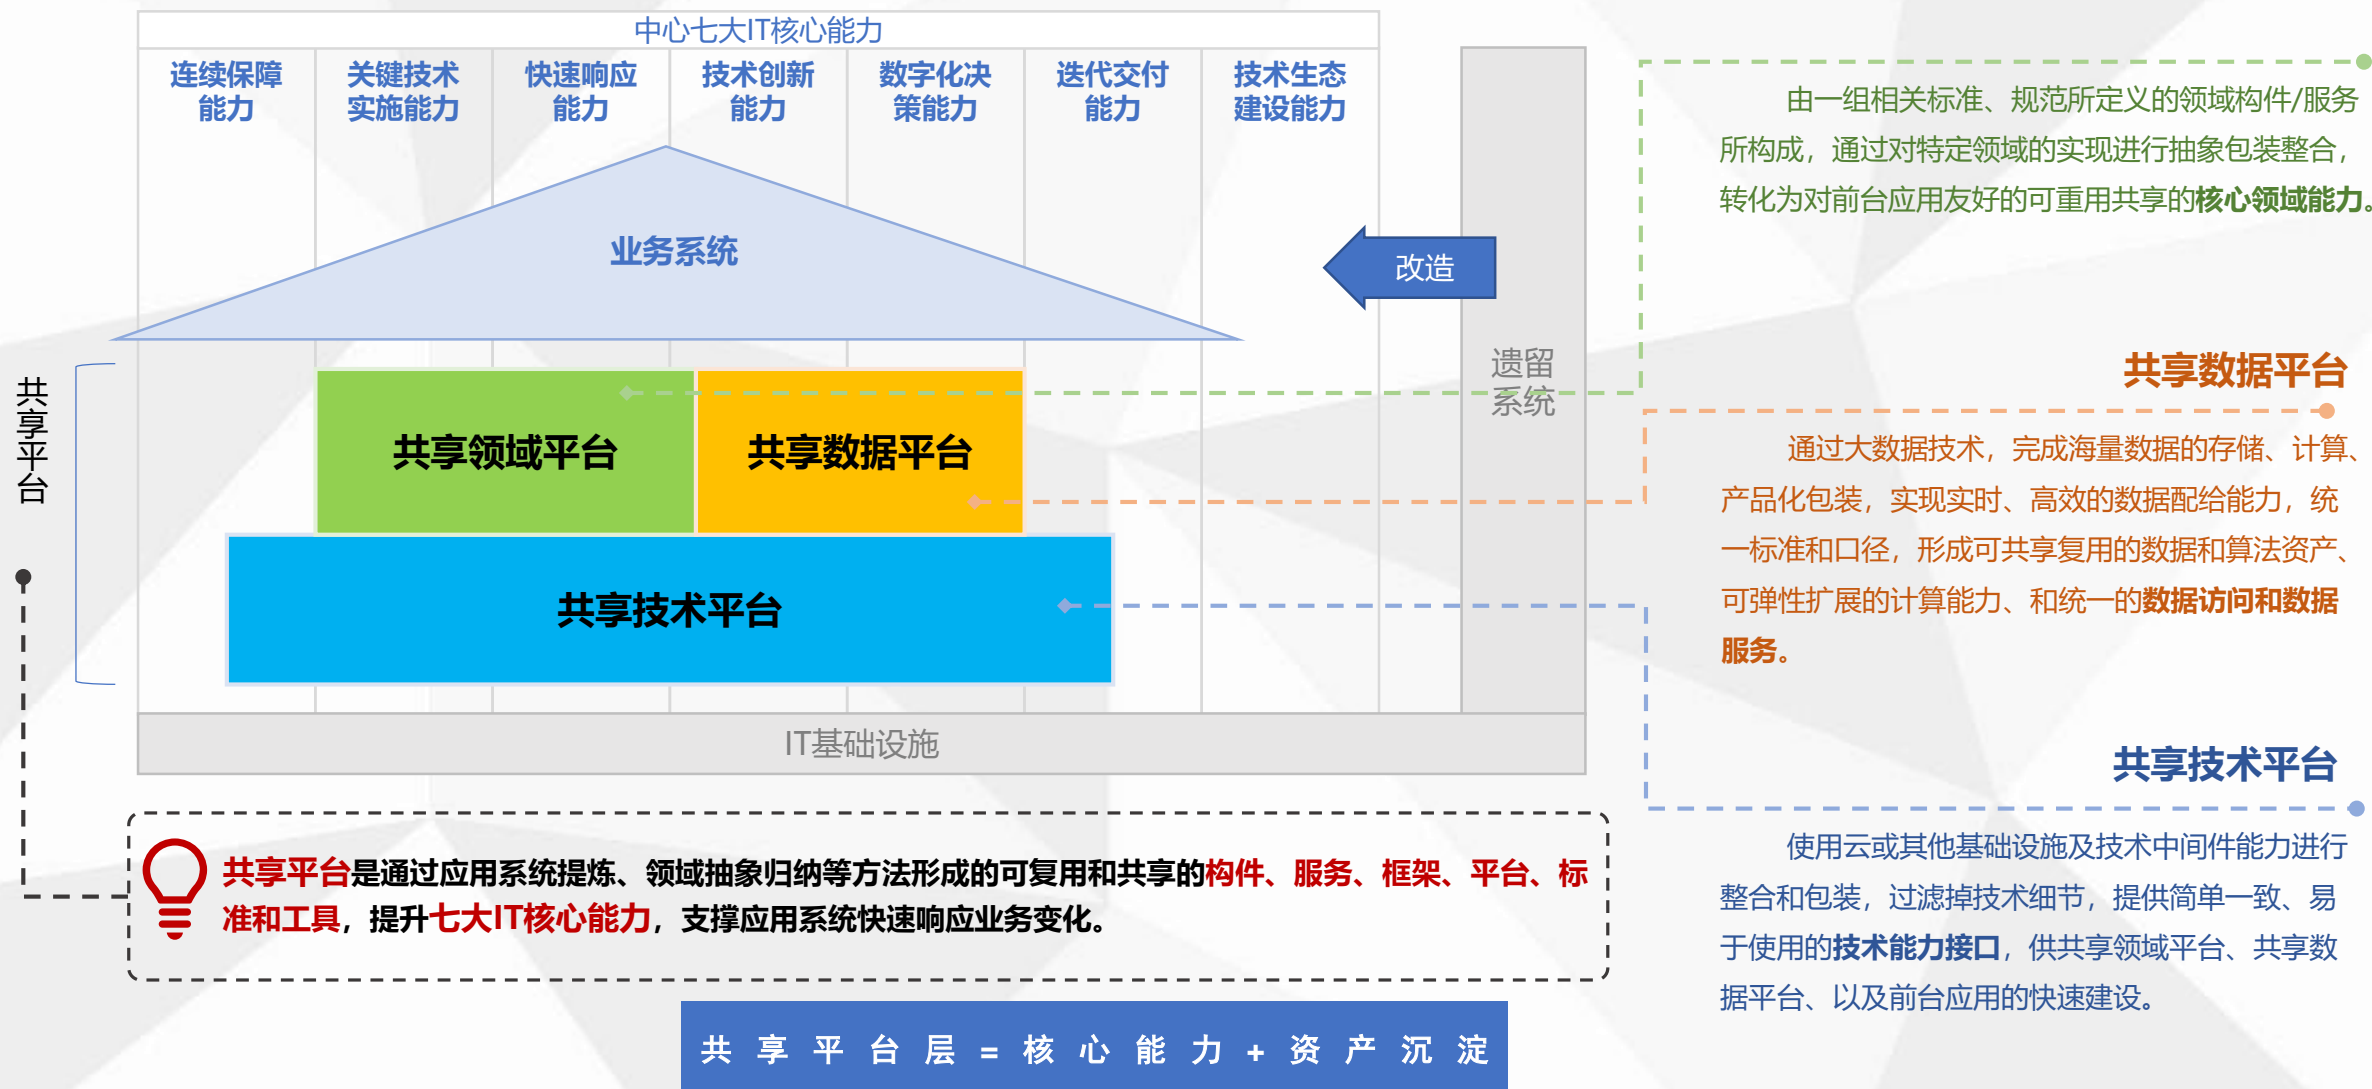 中心七大IT核心能力
连续保障
能力
关键技术
实施能力
快速响应
能力
技术创新
能力
数字化决
策能力
迭代交付
能力
技术生态
建设能力
业务系统
改造
遗留
系统
共享平台
共享领域平台
共享数据平台
共享技术平台
IT基础设施
共享平台是通过应用系统提炼、领域抽象归纳等方法形成的可复用和共享的构件、服务、框架、平台、标
准和工具，提升七大IT核心能力，支撑应用系统快速响应业务变化。
共享平台层=核心能力+资产沉淀
由一组相关标准、规范所定义的领域构件/服务
所构成，通过对特定领域的实现进行抽象包装整合，
转化为对前台应用友好的可重用共享的核心领域能力。
共享数据平台
通过大数据技术，完成海量数据的存储、计算、
产品化包装，实现实时、高效的数据配给能力，统
一标准和口径，形成可共享复用的数据和算法资产、
可弹性扩展的计算能力、和统一的数据访问和数据
服务。
共享技术平台
使用云或其他基础设施及技术中间件能力进行
整合和包装，过滤掉技术细节，提供简单一致、易
于使用的技术能力接口，供共享领域平台、共享数
据平台、以及前台应用的快速建设。